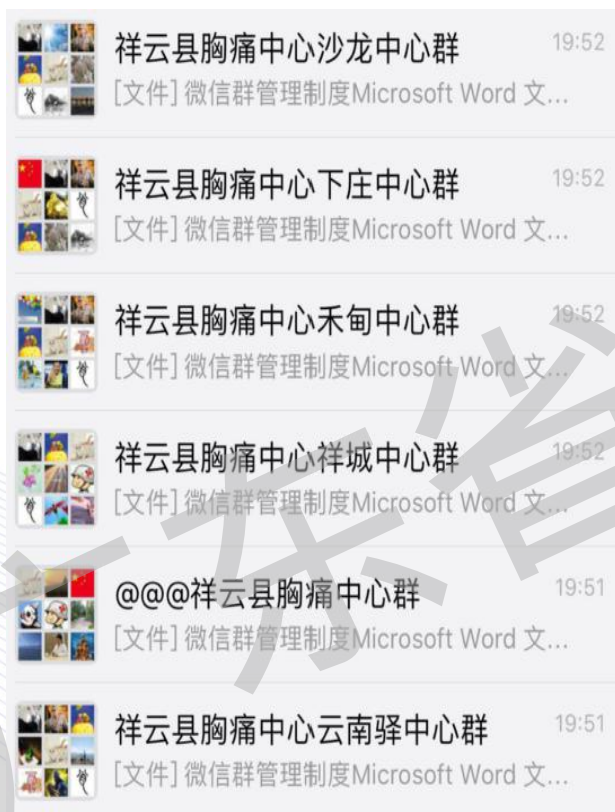 祥云县胸痛中心沙龙中心群 19:52
[文件] 微信群管理制度Microsoft Word 文...
祥云县胸痛中心下庄中心群 19:52
[文件] 微信群管理制度Microsoft Word 文...
祥云县胸痛中心禾甸中心群 19:52
[文件] 微信群管理制度Microsoft Word 文...
祥云县胸痛中心祥城中心群 19:52
[文件] 微信群管理制度Microsoft Word 文...
@@@祥云县胸痛中心群 19:51
[文件] 微信群管理制度Microsoft Word 文...
祥云县胸痛中心云南驿中心群 19:51
[文件] 微信群管理制度Microsoft Word 文...
东省